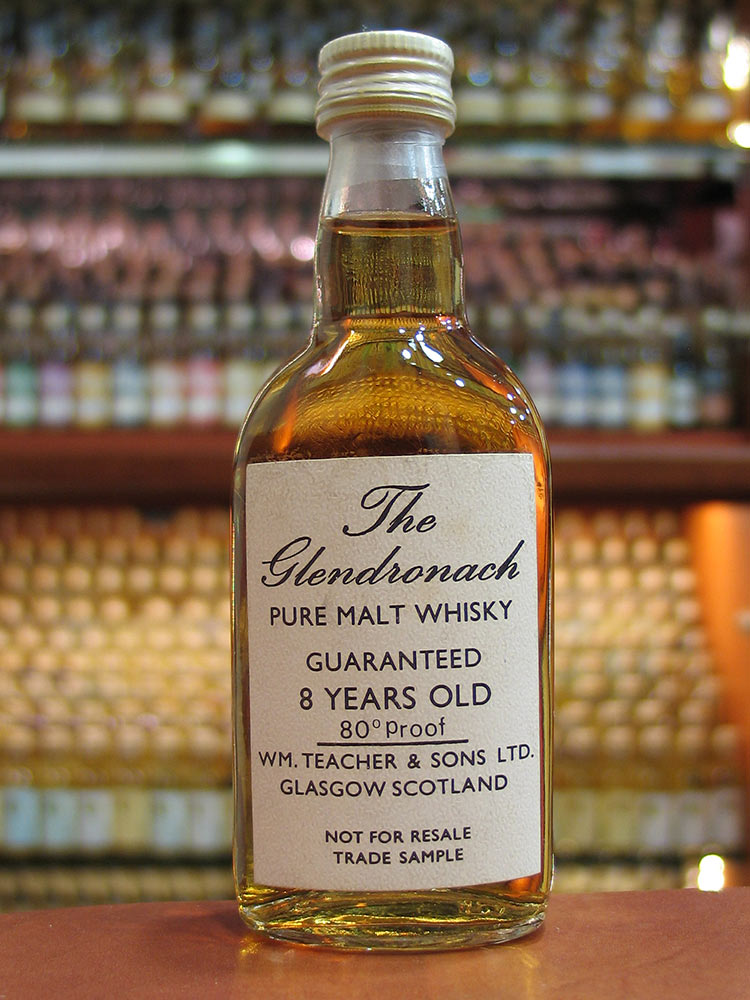 The
Glendronach
PURE MALT WHISKY
GUARANTEED
8 YEARS OLD
80° proof
WM. TEACHER & SONS LTD.
GLASGOW SCOTLAND
NOT FOR RESALE
TRADE SAMPLE